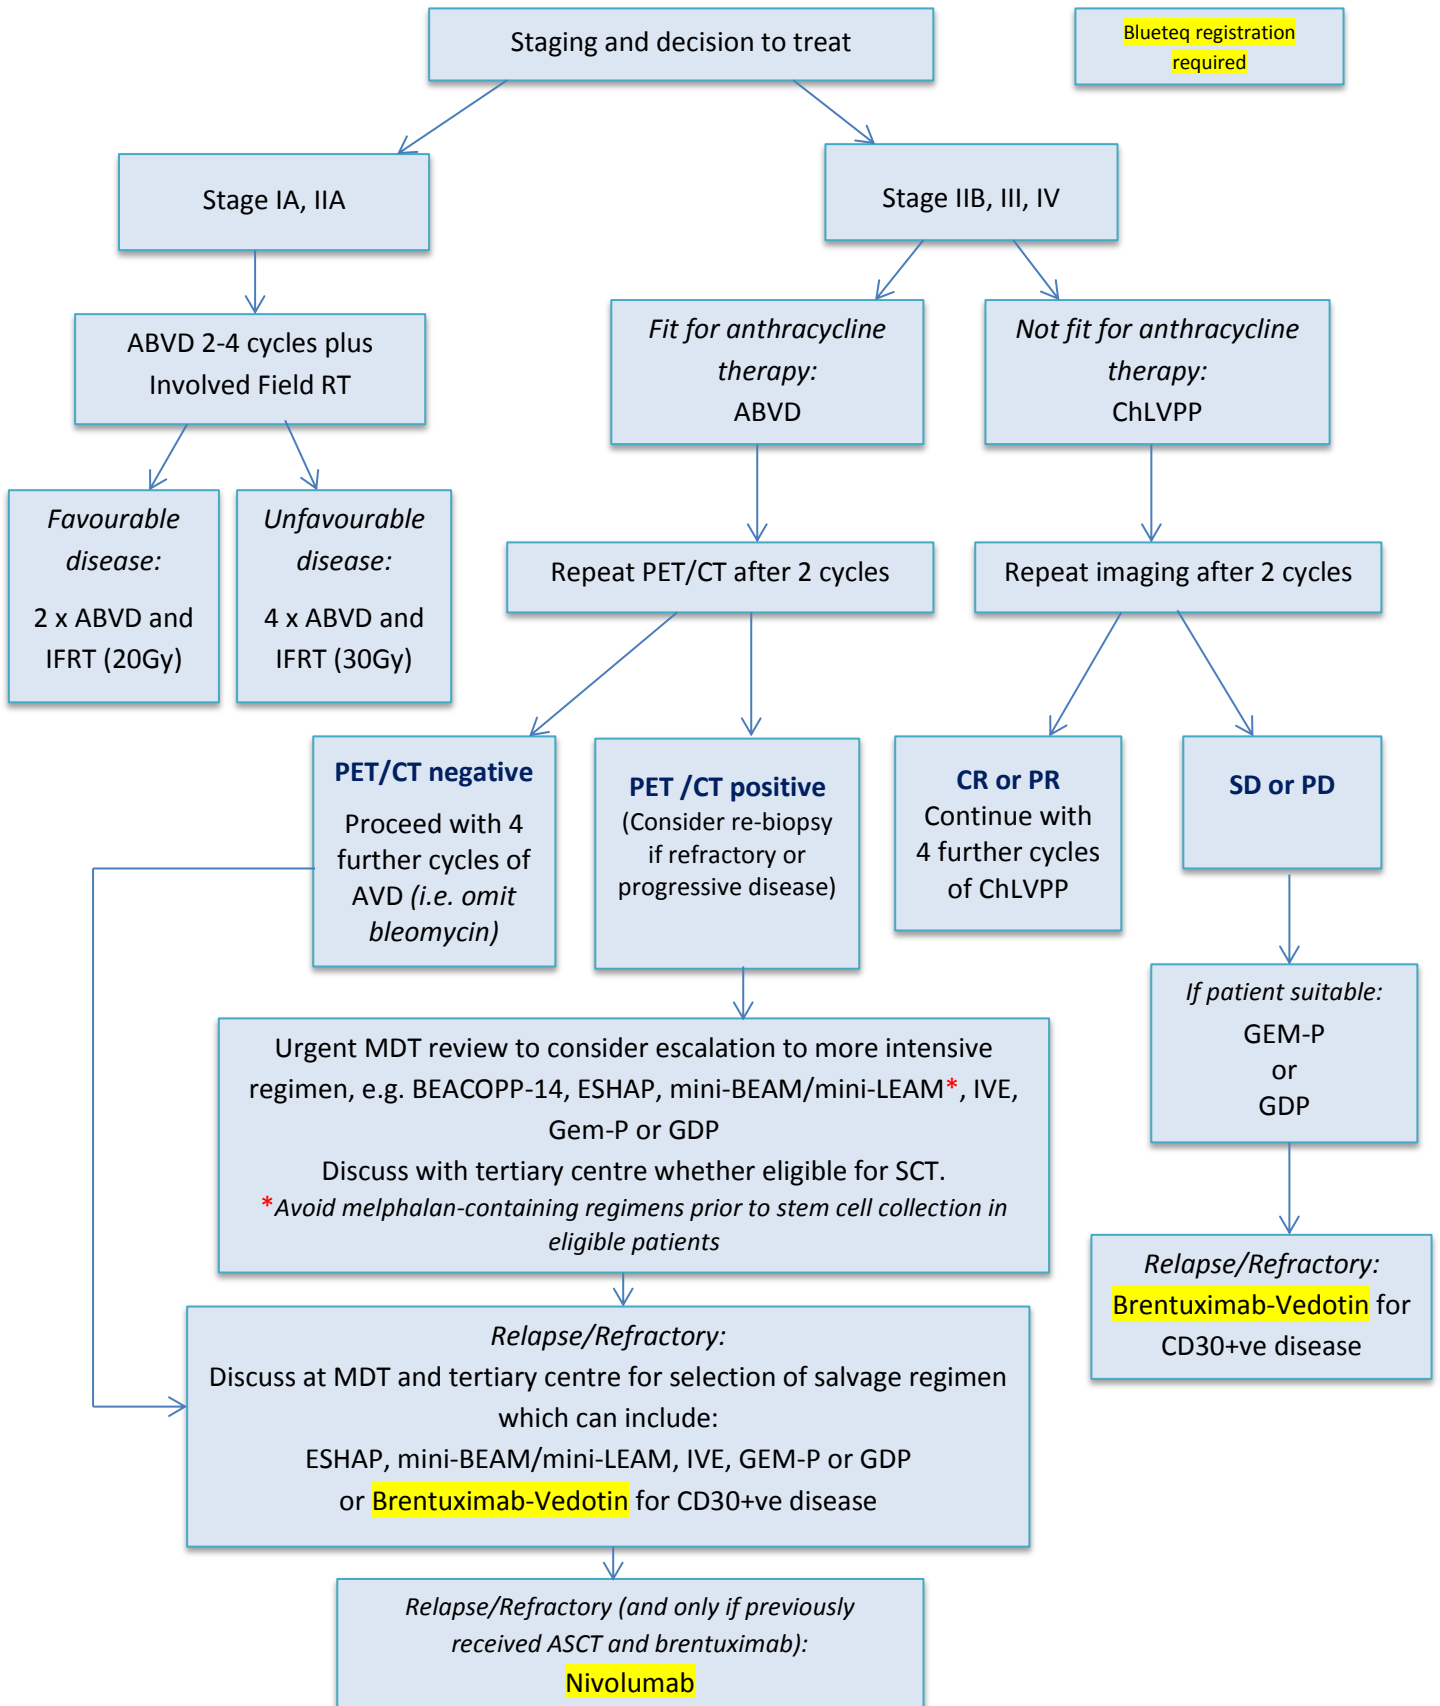 Staging and decision to treat
Blueteq registration
required
Stage IA, IIA
Stage IIB, III, IV
ABVD 2-4 cycles plus
Involved Field RT
Fit for anthracycline
therapy:
ABVD
Not fit for anthracycline
therapy:
ChLVPP
Favourable
disease:
2 x ABVD and
IFRT (20Gy)
Unfavourable
disease:
4 x ABVD and
IFRT (30Gy)
Repeat PET/CT after 2 cycles
Repeat imaging after 2 cycles
PET/CT negative
Proceed with 4
further cycles of
AVD (i.e. omit
bleomycin)
PET /CT positive
(Consider re-biopsy
if refractory or
progressive disease)
CR or PR
Continue with
4 further cycles
of ChLVPP
SD or PD
If patient suitable:
GEM-P
or
GDP
Urgent MDT review to consider escalation to more intensive
regimen, e.g. BEACOPP-14, ESHAP, mini-BEAM/mini-LEAM*, IVE,
Gem-P or GDP
Discuss with tertiary centre whether eligible for SCT.
*Avoid melphalan-containing regimens prior to stem cell collection in
eligible patients
Relapse/Refractory:
Brentuximab-Vedotin for
CD30+ve disease
Relapse/Refractory:
Discuss at MDT and tertiary centre for selection of salvage regimen
which can include:
ESHAP, mini-BEAM/mini-LEAM, IVE, GEM-P or GDP
or Brentuximab-Vedotin for CD30+ve disease
Relapse/Refractory (and only if previously
received ASCT and brentuximab):
Nivolumab